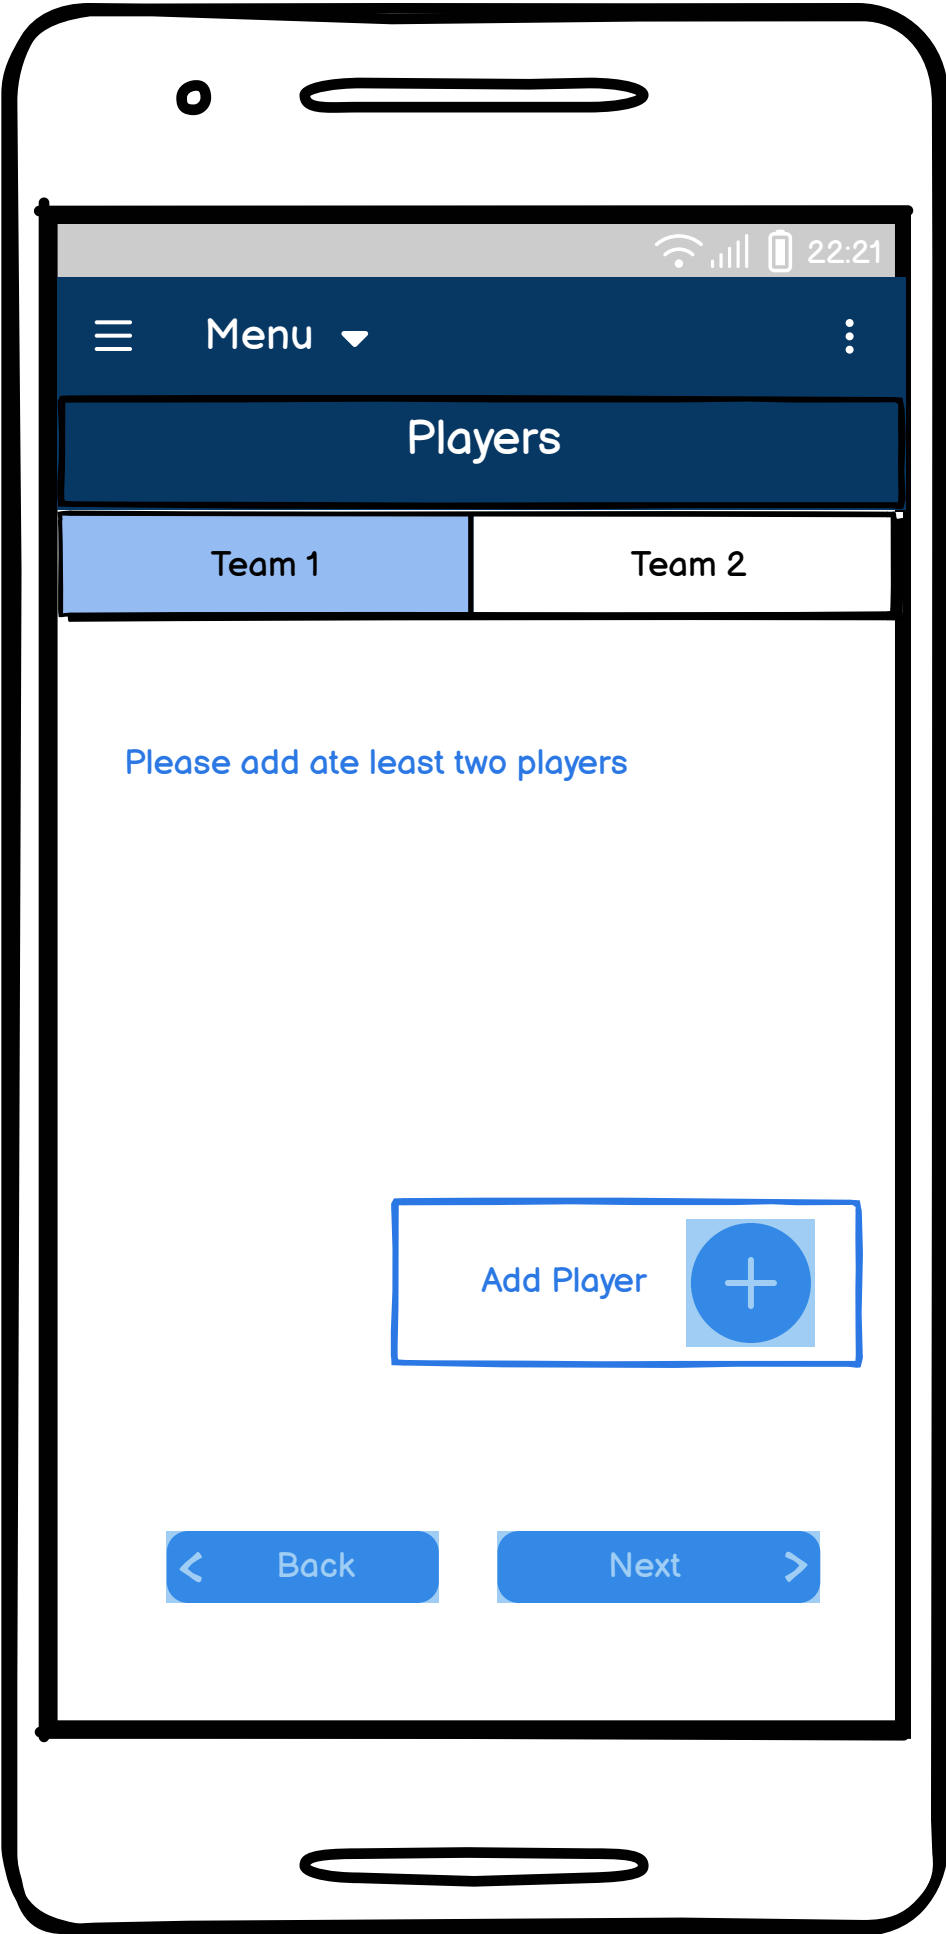 22:21
Menu
Players
Team 1
Team 2
Please add ate least two players
Add Player
Back
Next